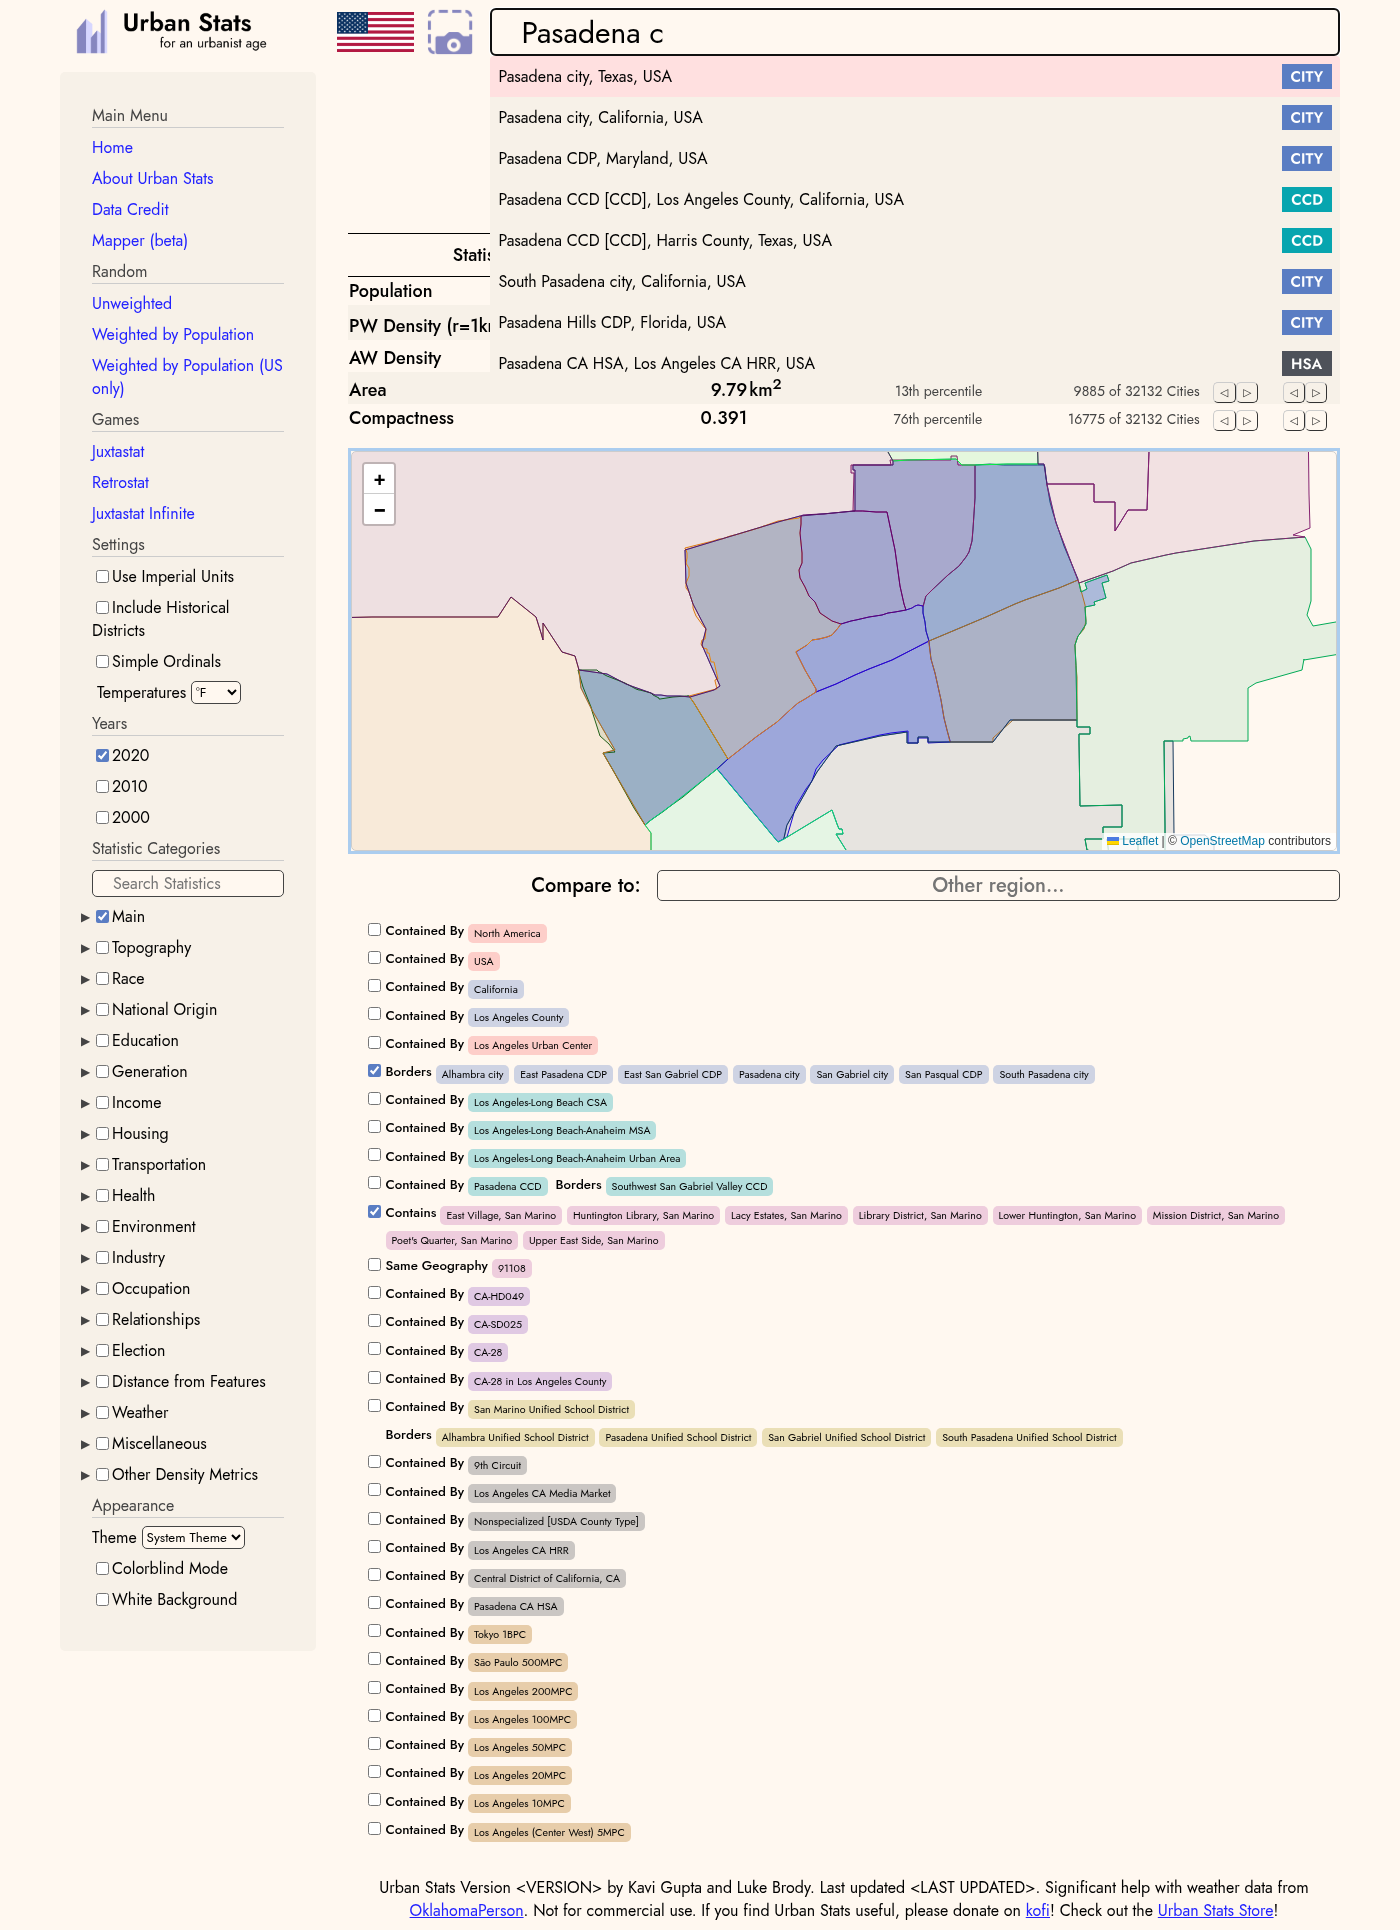 Urban Stats
for an urbanist age
Pasadena c
Pasadena city, Texas, USA CITY
Pasadena city, California, USA CITY
Pasadena CDP, Maryland, USA CITY
Pasadena CCD [CCD], Los Angeles County, California, USA CCD
Pasadena CCD [CCD], Harris County, Texas, USA CCD
South Pasadena city, California, USA CITY
Pasadena Hills CDP, Florida, USA CITY
Pasadena CA HSA, Los Angeles CA HRR, USA HSA
Main Menu
Home
About Urban Stats
Data Credit
Mapper (beta)
Random
Unweighted
Weighted by Population
Weighted by Population (US
only)
Games
Juxtastat
Retrostat
Juxtastat Infinite
Settings
Use Imperial Units
Include Historical
Districts
Simple Ordinals
Temperatures °F
Years
2020
2010
2000
Statistic Categories
Search Statistics
Main
Topography
Race
National Origin
Education
Generation
Income
Housing
Transportation
Health
Environment
Industry
Occupation
Relationships
Election
Distance from Features
Weather
Miscellaneous
Other Density Metrics
Appearance
Theme System Theme
Colorblind Mode
White Background
Statis
Population
PW Density (r=1k
AW Density
Area 9.79 km² 13th percentile 9885 of 32132 Cities
Compactness 0.391 76th percentile 16775 of 32132 Cities
+
−
Leaflet | © OpenStreetMap contributors
Compare to: Other region...
Contained By North America
Contained By USA
Contained By California
Contained By Los Angeles County
Contained By Los Angeles Urban Center
Borders Alhambra city East Pasadena CDP East San Gabriel CDP Pasadena city San Gabriel city San Pasqual CDP South Pasadena city
Contained By Los Angeles-Long Beach CSA
Contained By Los Angeles-Long Beach-Anaheim MSA
Contained By Los Angeles-Long Beach-Anaheim Urban Area
Contained By Pasadena CCD Borders Southwest San Gabriel Valley CCD
Contains East Village, San Marino Huntington Library, San Marino Lacy Estates, San Marino Library District, San Marino Lower Huntington, San Marino Mission District, San Marino
Poet's Quarter, San Marino Upper East Side, San Marino
Same Geography 91108
Contained By CA-HD049
Contained By CA-SD025
Contained By CA-28
Contained By CA-28 in Los Angeles County
Contained By San Marino Unified School District
Borders Alhambra Unified School District Pasadena Unified School District San Gabriel Unified School District South Pasadena Unified School District
Contained By 9th Circuit
Contained By Los Angeles CA Media Market
Contained By Nonspecialized [USDA County Type]
Contained By Los Angeles CA HRR
Contained By Central District of California, CA
Contained By Pasadena CA HSA
Contained By Tokyo 1BPC
Contained By São Paulo 500MPC
Contained By Los Angeles 200MPC
Contained By Los Angeles 100MPC
Contained By Los Angeles 50MPC
Contained By Los Angeles 20MPC
Contained By Los Angeles 10MPC
Contained By Los Angeles (Center West) 5MPC
Urban Stats Version <VERSION> by Kavi Gupta and Luke Brody. Last updated <LAST UPDATED>. Significant help with weather data from
OklahomaPerson. Not for commercial use. If you find Urban Stats useful, please donate on kofi! Check out the Urban Stats Store!